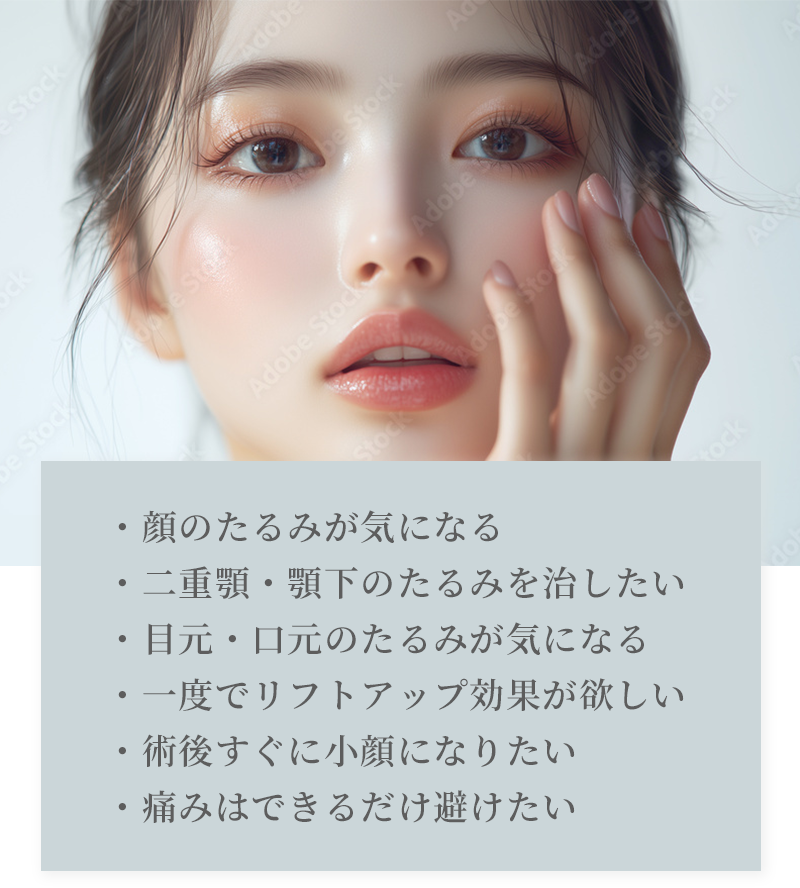 ・顔のたるみが気になる
・二重顎・顎下のたるみを治したい
・目元・口元のたるみが気になる
・一度でリフトアップ効果が欲しい
・術後すぐに小顔になりたい
・痛みはできるだけ避けたい
Adobe Stock